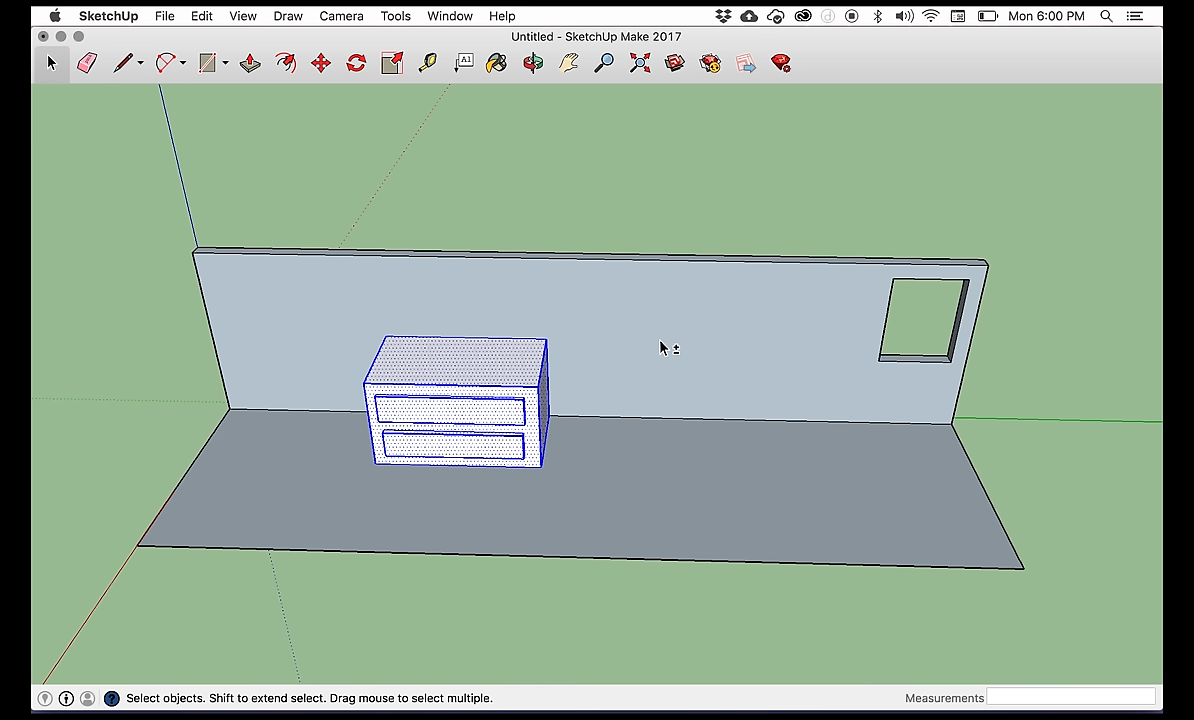 SketchUp File Edit View Draw Camera Tools Window Help Mon 6:00 PM
Untitled - SketchUp Make 2017
A1
Select objects. Shift to extend select. Drag mouse to select multiple. Measurements